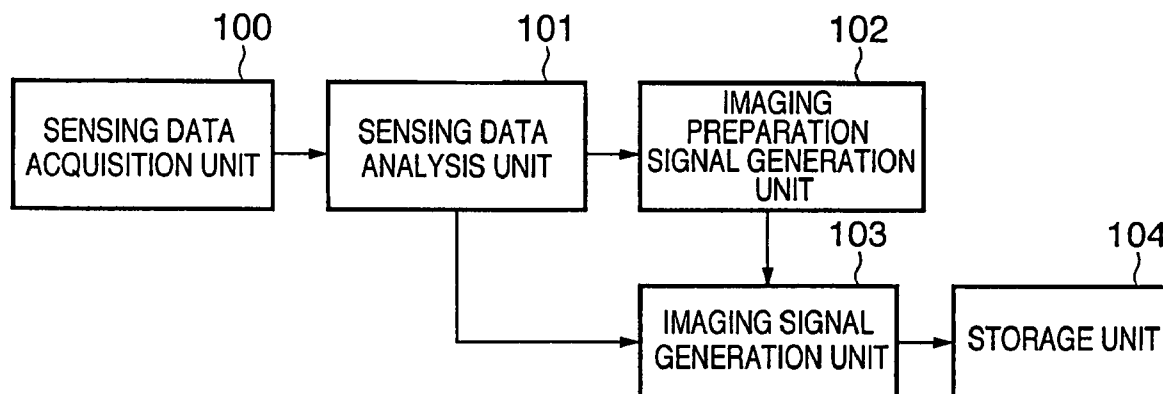 100
101
102
SENSING DATA
ACQUISITION UNIT
SENSING DATA
ANALYSIS UNIT
IMAGING
PREPARATION
SIGNAL GENERATION
UNIT
103
104
IMAGING SIGNAL
GENERATION UNIT
STORAGE UNIT